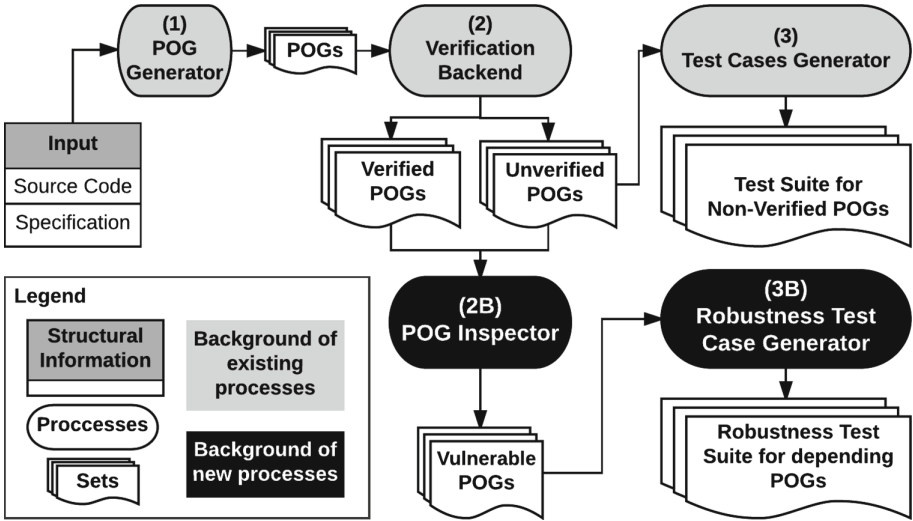 (1)
POG
Generator
POGs
(2)
Verification
Backend
(3)
Test Cases Generator
Input
Source Code
Specification
Verified
POGs
Unverified
POGs
Test Suite for
Non-Verified POGs
(2B)
POG Inspector
(3B)
Robustness Test
Case Generator
Vulnerable
POGs
Robustness Test
Suite for depending
POGs
Legend
Structural
Information
Background of
existing
processes
Proccesses
Sets
Background of
new processes